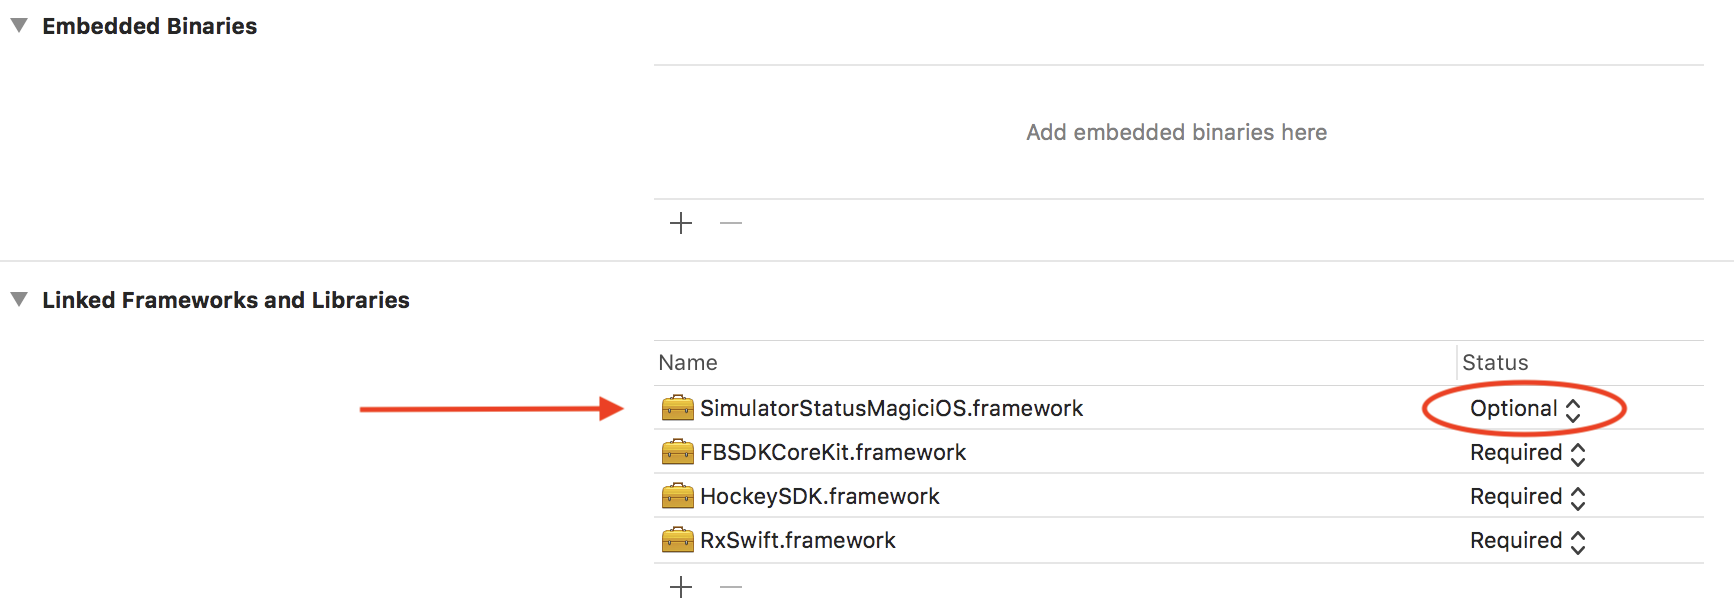 Embedded Binaries
Add embedded binaries here
Linked Frameworks and Libraries
Name Status
SimulatorStatusMagiciOS.framework Optional
FBSDKCoreKit.framework Required
HockeySDK.framework Required
RxSwift.framework Required